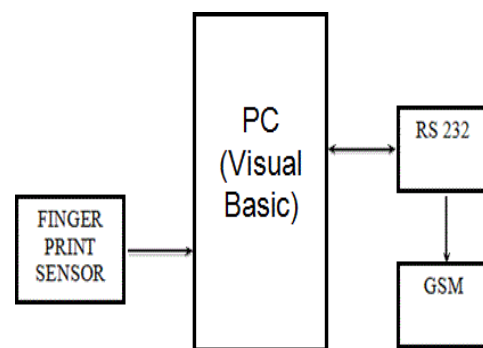 PC
(Visual
Basic)
RS 232
FINGER
PRINT
SENSOR
GSM